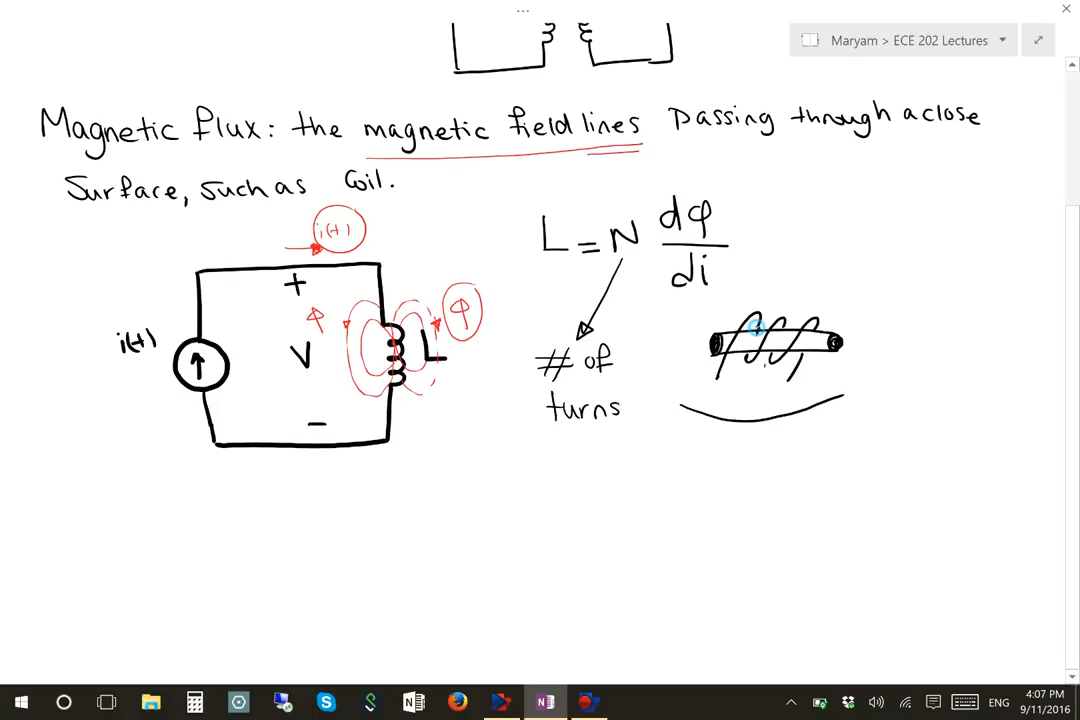 ...
Maryam > ECE 202 Lectures
Magnetic flux: the magnetic field lines passing through a close
surface, such as Coil.
i(t)
L = N dφ/di
+
φ
φ
i(t)
V
L
# of
turns
-
ENG
4:07 PM
9/11/2016